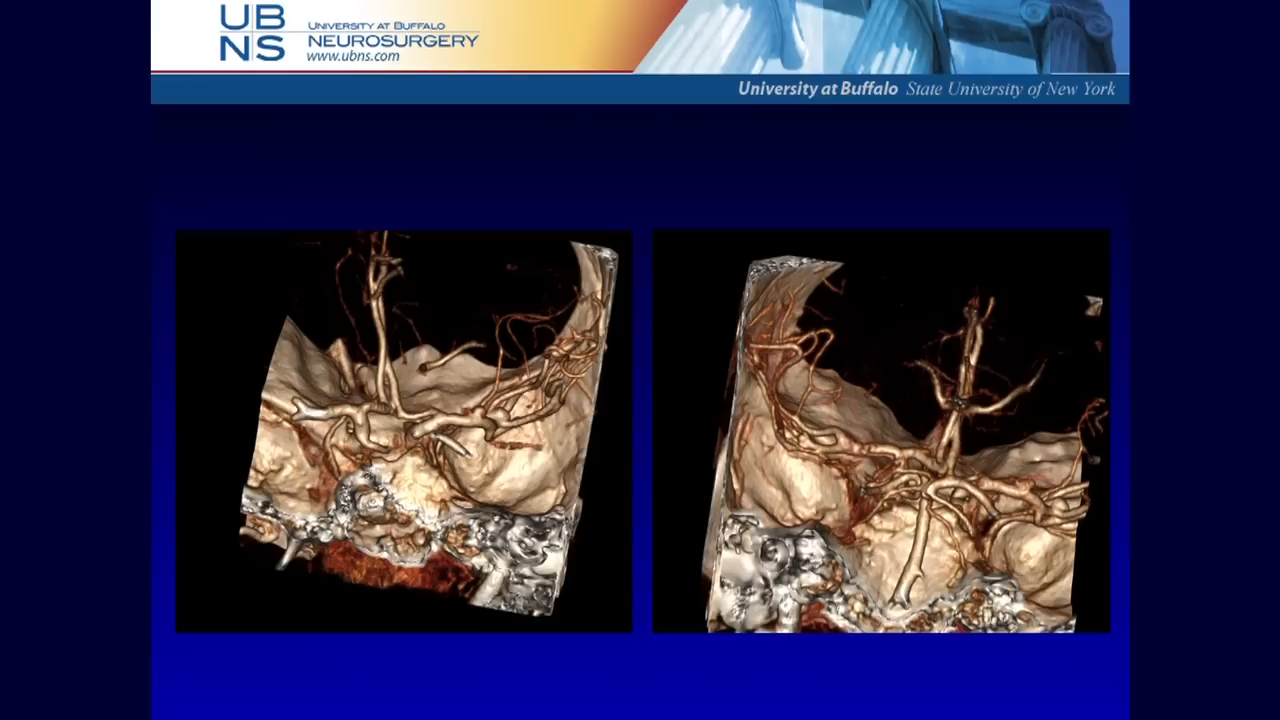 UB
NS
UNIVERSITY AT BUFFALO
NEUROSURGERY
www.ubns.com
University at Buffalo State University of New York